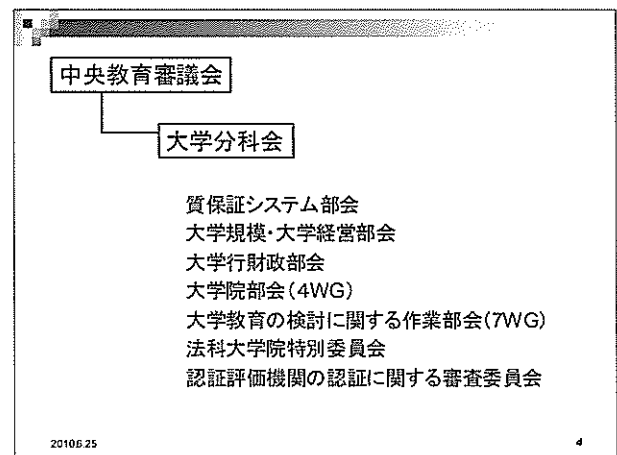 中央教育審議会
大学分科会
質保証システム部会
大学規模・大学経営部会
大学行財政部会
大学院部会(4WG)
大学教育の検討に関する作業部会(7WG)
法科大学院特別委員会
認証評価機関の認証に関する審査委員会
2010.6.25
4